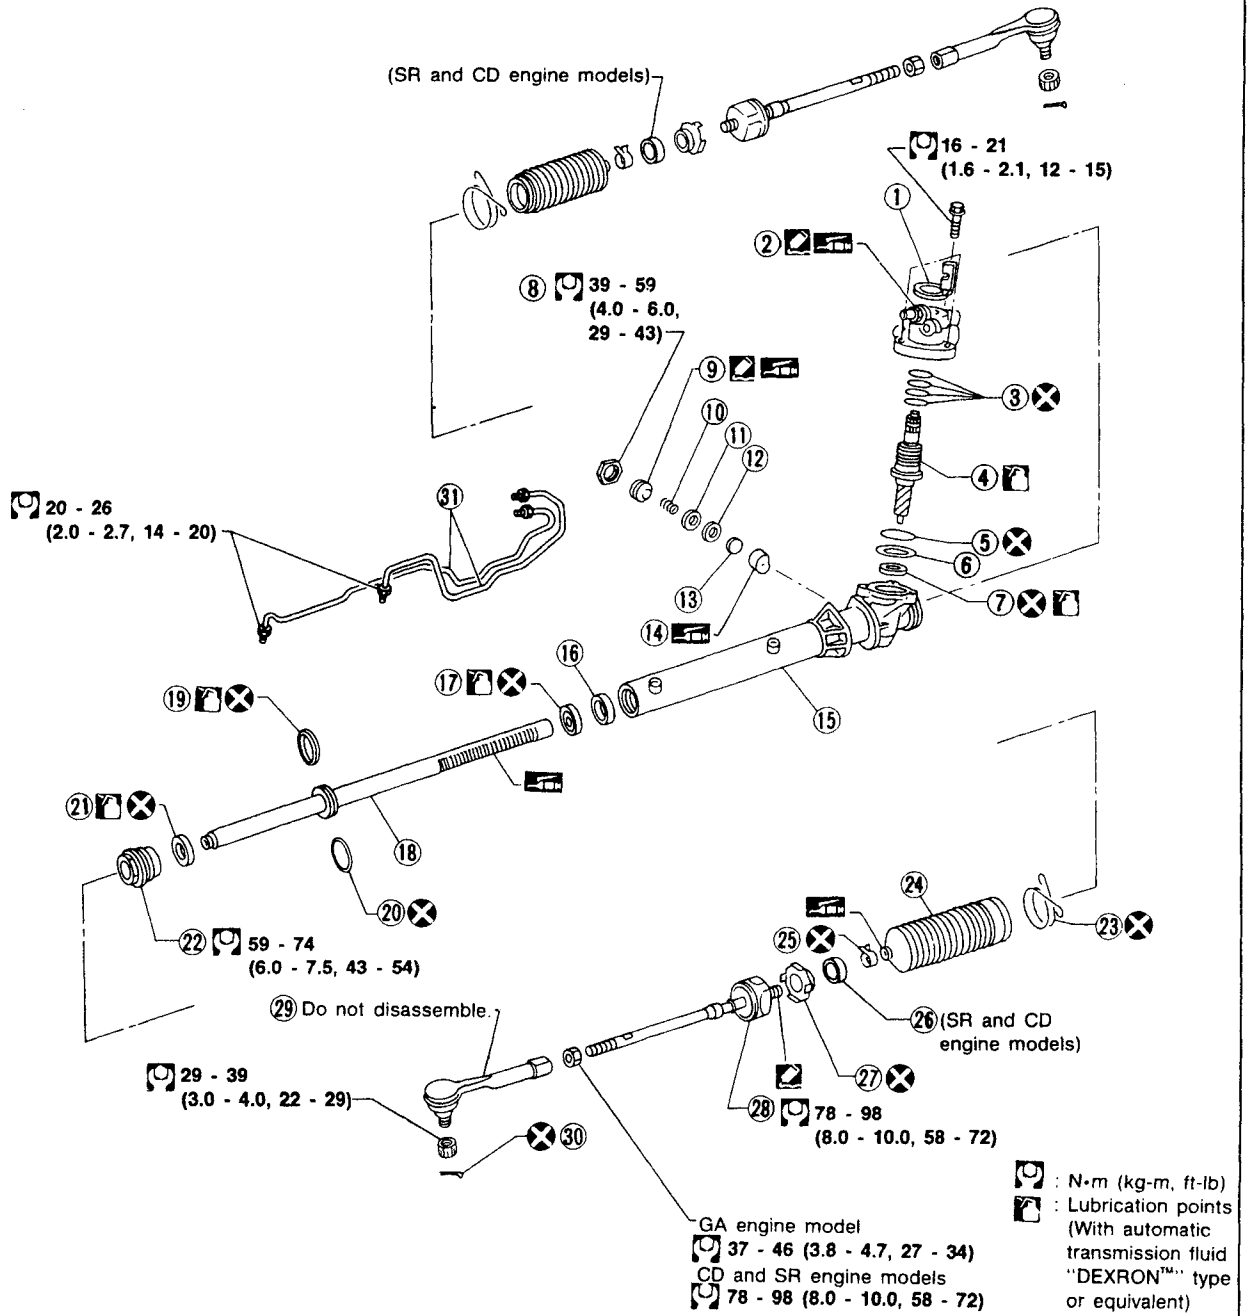 (SR and CD engine models)
16 - 21
(1.6 - 2.1, 12 - 15)
1
2
8
39 - 59
(4.0 - 6.0,
29 - 43)
9
3
10
11
12
4
31
20 - 26
(2.0 - 2.7, 14 - 20)
5
6
13
7
14
16
17
19
15
21
18
24
20
23
25
22
59 - 74
(6.0 - 7.5, 43 - 54)
29 Do not disassemble.
26 (SR and CD
engine models)
29 - 39
(3.0 - 4.0, 22 - 29)
27
28
78 - 98
(8.0 - 10.0, 58 - 72)
30
: N•m (kg-m, ft-lb)
: Lubrication points
(With automatic
transmission fluid
"DEXRON™" type
or equivalent)
GA engine model
37 - 46 (3.8 - 4.7, 27 - 34)
CD and SR engine models
78 - 98 (8.0 - 10.0, 58 - 72)